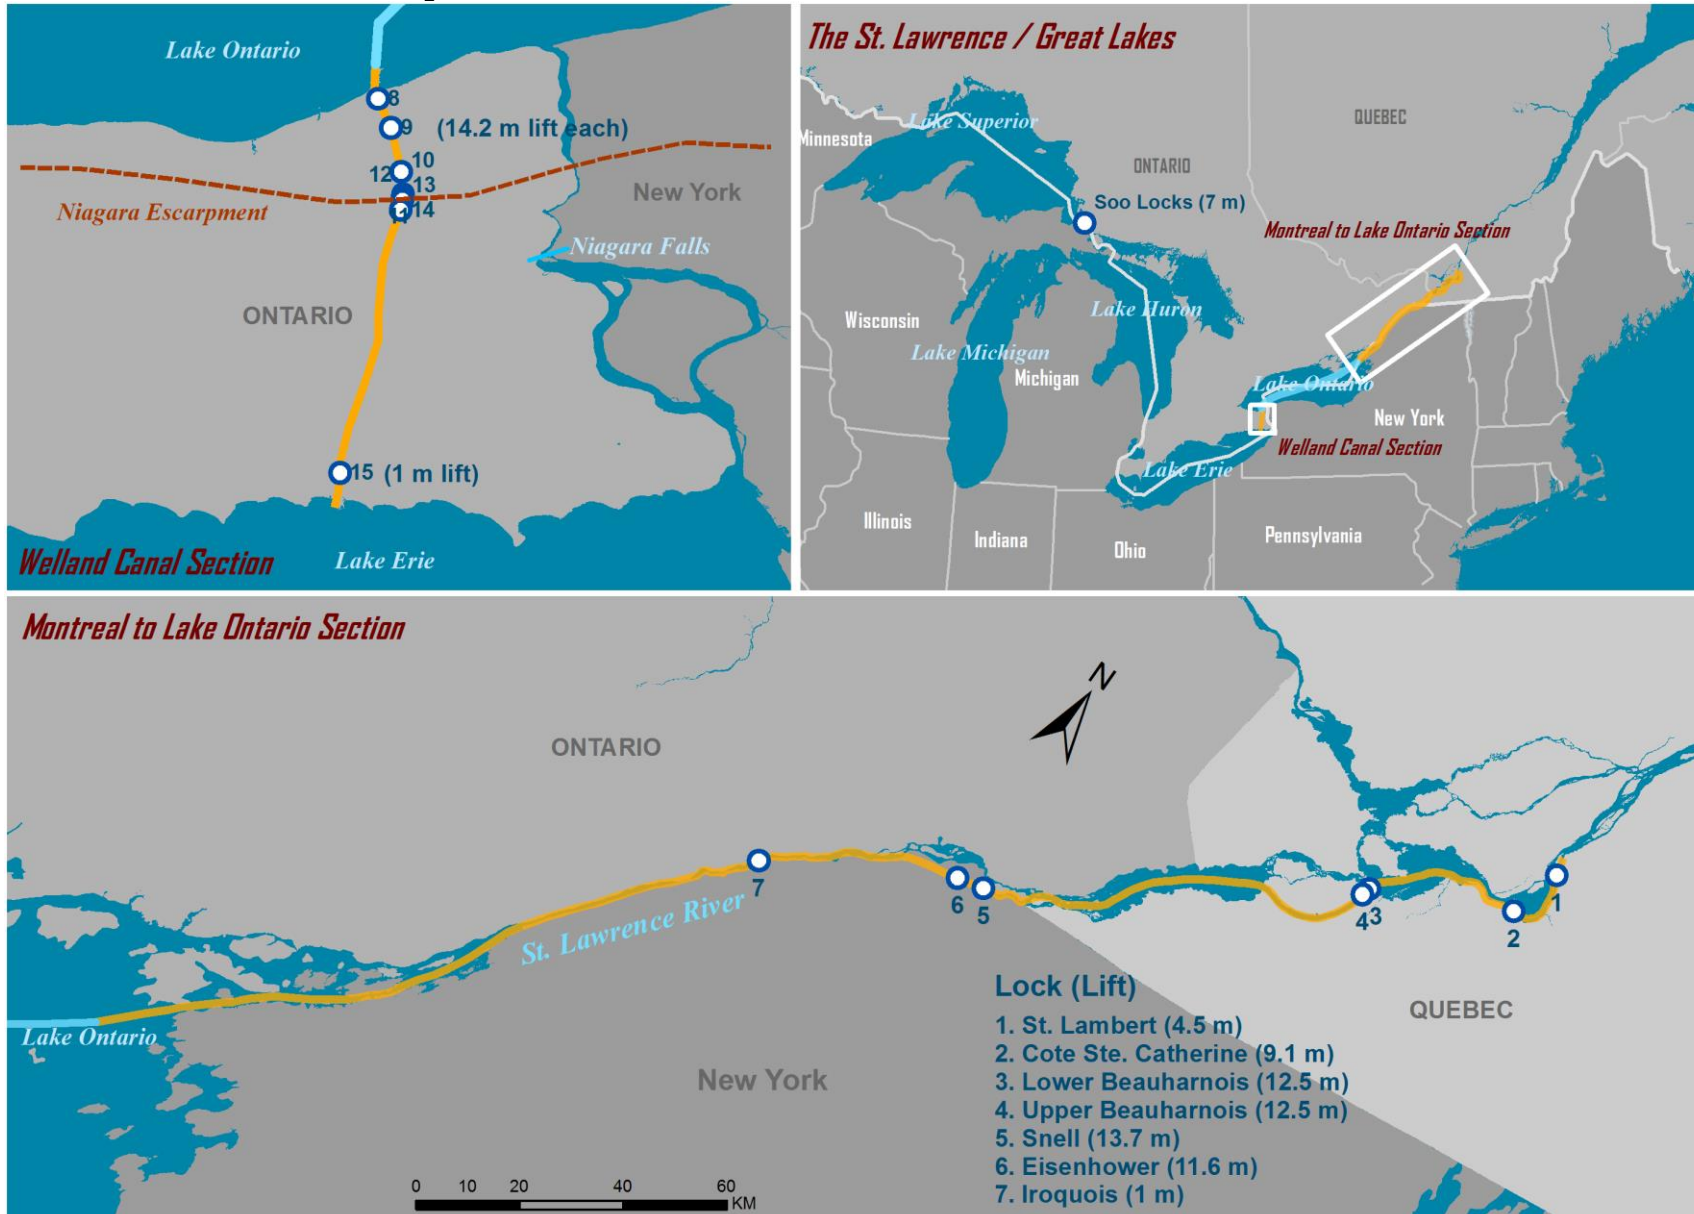 Lake Ontario
8
9 (14.2 m lift each)
10
12
13
Niagara Escarpment
11
14
New York
Niagara Falls
ONTARIO
15 (1 m lift)
Welland Canal Section
Lake Erie
The St. Lawrence / Great Lakes
Lake Superior
QUEBEC
Minnesota
ONTARIO
Soo Locks (7 m)
Montreal to Lake Ontario Section
Lake Huron
Wisconsin
Lake Michigan
Michigan
Lake Ontario
New York
Welland Canal Section
Lake Erie
Illinois
Indiana
Ohio
Pennsylvania
Montreal to Lake Ontario Section
N
ONTARIO
7
6
5
4
3
2
1
St. Lawrence River
Lake Ontario
New York
QUEBEC
Lock (Lift)
1. St. Lambert (4.5 m)
2. Cote Ste. Catherine (9.1 m)
3. Lower Beauharnois (12.5 m)
4. Upper Beauharnois (12.5 m)
5. Snell (13.7 m)
6. Eisenhower (11.6 m)
7. Iroquois (1 m)
0 10 20 40 60
KM